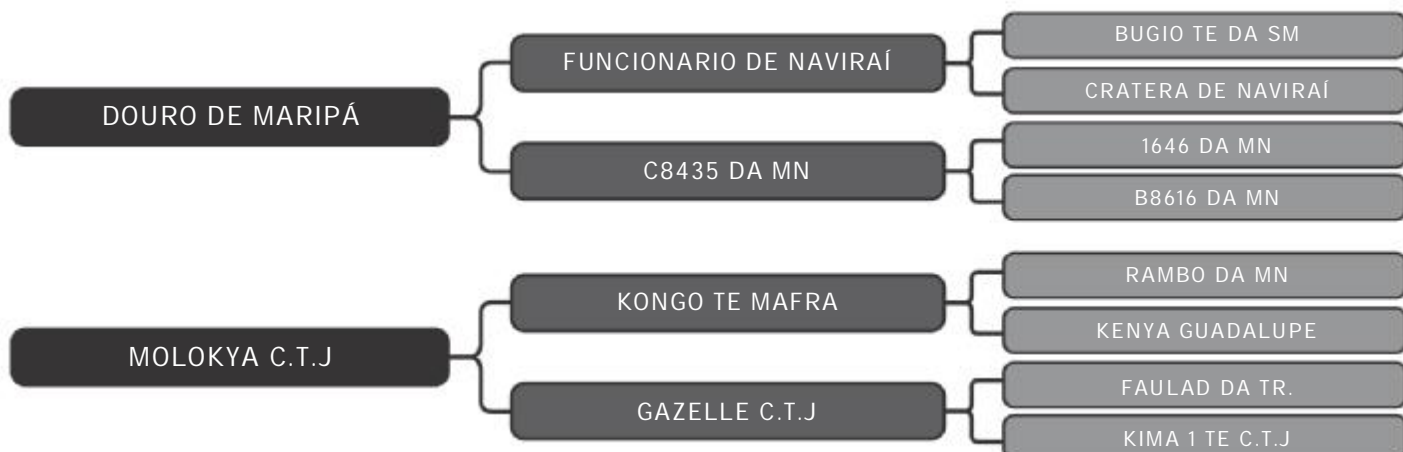 DOURO DE MARIPÁ
FUNCIONARIO DE NAVIRAÍ
BUGIO TE DA SM
CRATERA DE NAVIRAÍ
C8435 DA MN
1646 DA MN
B8616 DA MN
MOLOKYA C.T.J
KONGO TE MAFRA
RAMBO DA MN
KENYA GUADALUPE
GAZELLE C.T.J
FAULAD DA TR.
KIMA 1 TE C.T.J